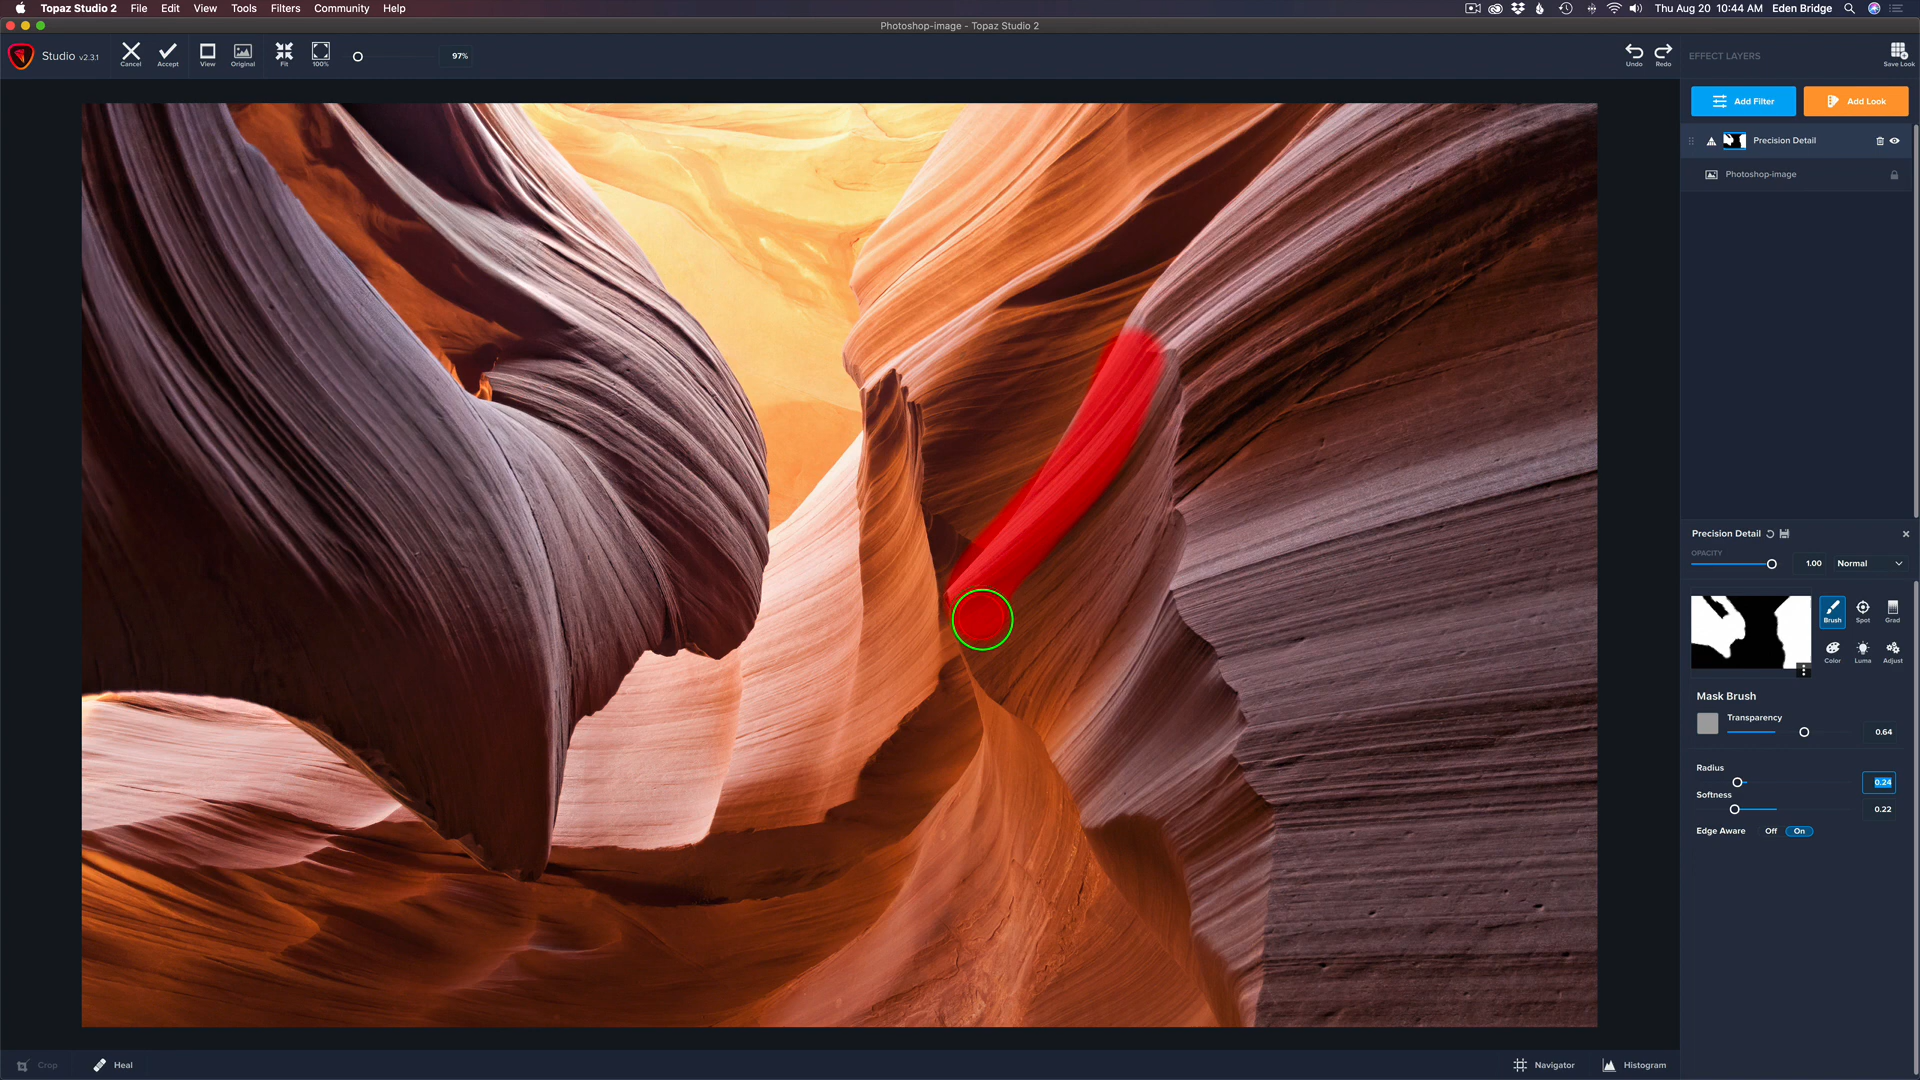 Topaz Studio 2 File Edit View Tools Filters Community Help Thu Aug 20 10:44 AM Eden Bridge
Photoshop-image - Topaz Studio 2
Studio v2.3.1
Cancel Accept View Original Fit 100% 97% Undo Redo
EFFECT LAYERS
Save Look
Add Filter Add Look
Precision Detail
Photoshop-image
Precision Detail
OPACITY
1.00 Normal
Brush Spot Grad
Color Luma Adjust
Mask Brush
Transparency
0.64
Radius
0.24
Softness
0.22
Edge Aware Off On
Crop Heal Navigator Histogram